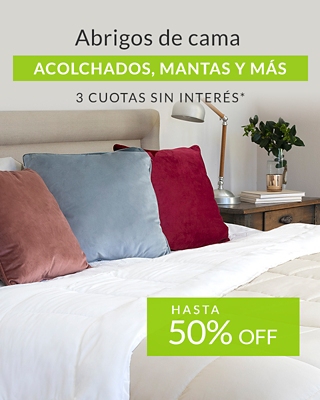 Abrigos de cama
ACOLCHADOS, MANTAS Y MÁS
3 CUOTAS SIN INTERÉS*
HASTA
50% OFF